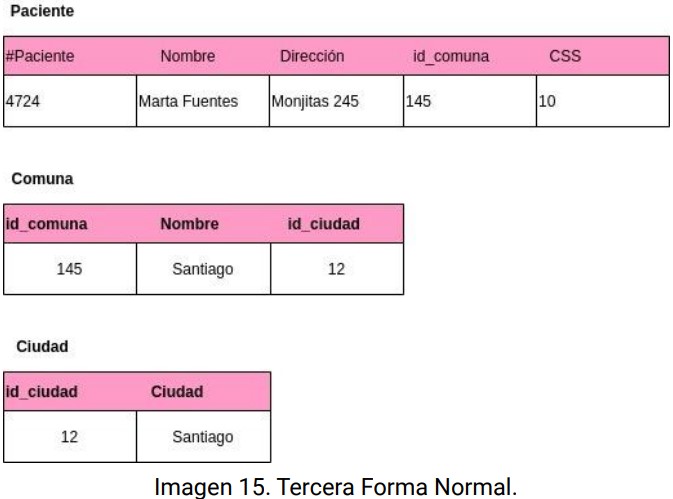 Paciente
#Paciente Nombre Dirección id_comuna CSS
4724 Marta Fuentes Monjitas 245 145 10
Comuna
id_comuna Nombre id_ciudad
145 Santiago 12
Ciudad
id_ciudad Ciudad
12 Santiago
Imagen 15. Tercera Forma Normal.